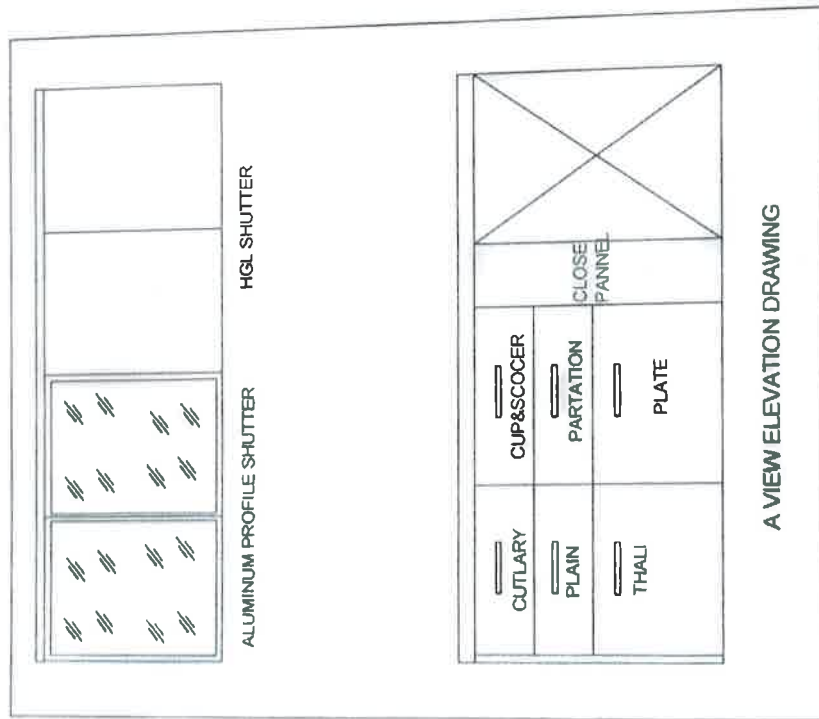 ALUMINUM PROFILE SHUTTER
HGL SHUTTER
CUTLARY
CUP&SCOCER
CLOSE
PANNEL
PLAIN
PARTATION
THALI
PLATE
A VIEW ELEVATION DRAWING